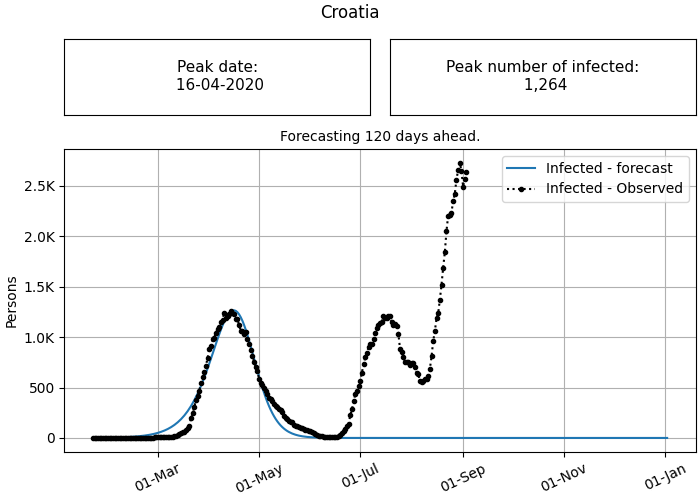 Croatia
Peak date:
16-04-2020
Peak number of infected:
1,264
Forecasting 120 days ahead.
Infected - forecast
Infected - Observed
2.5K
2.0K
1.5K
1.0K
500
0
Persons
01-Mar
01-May
01-Jul
01-Sep
01-Nov
01-Jan